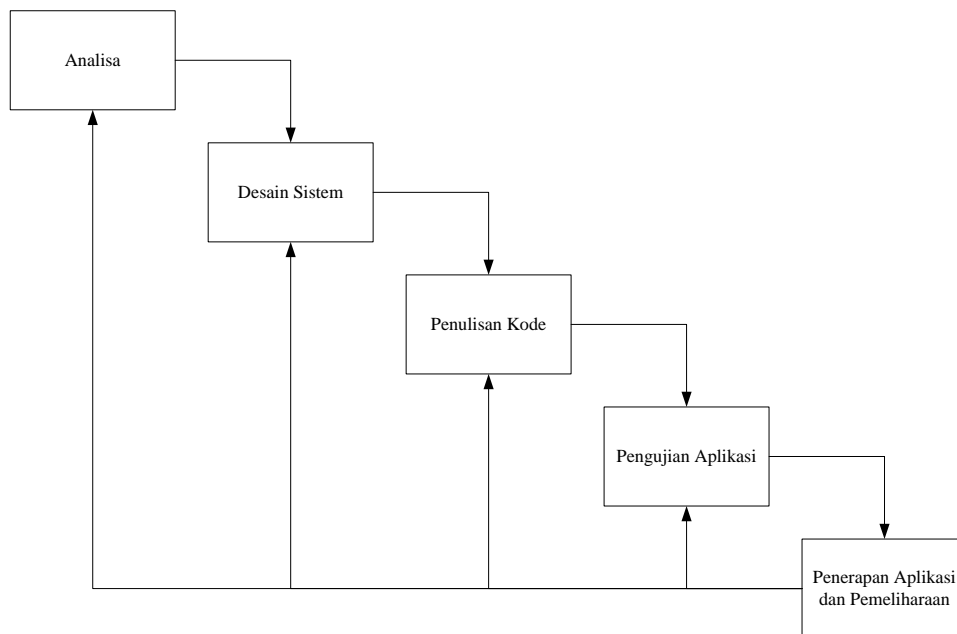 Analisa
Desain Sistem
Penulisan Kode
Pengujian Aplikasi
Penerapan Aplikasi
dan Pemeliharaan